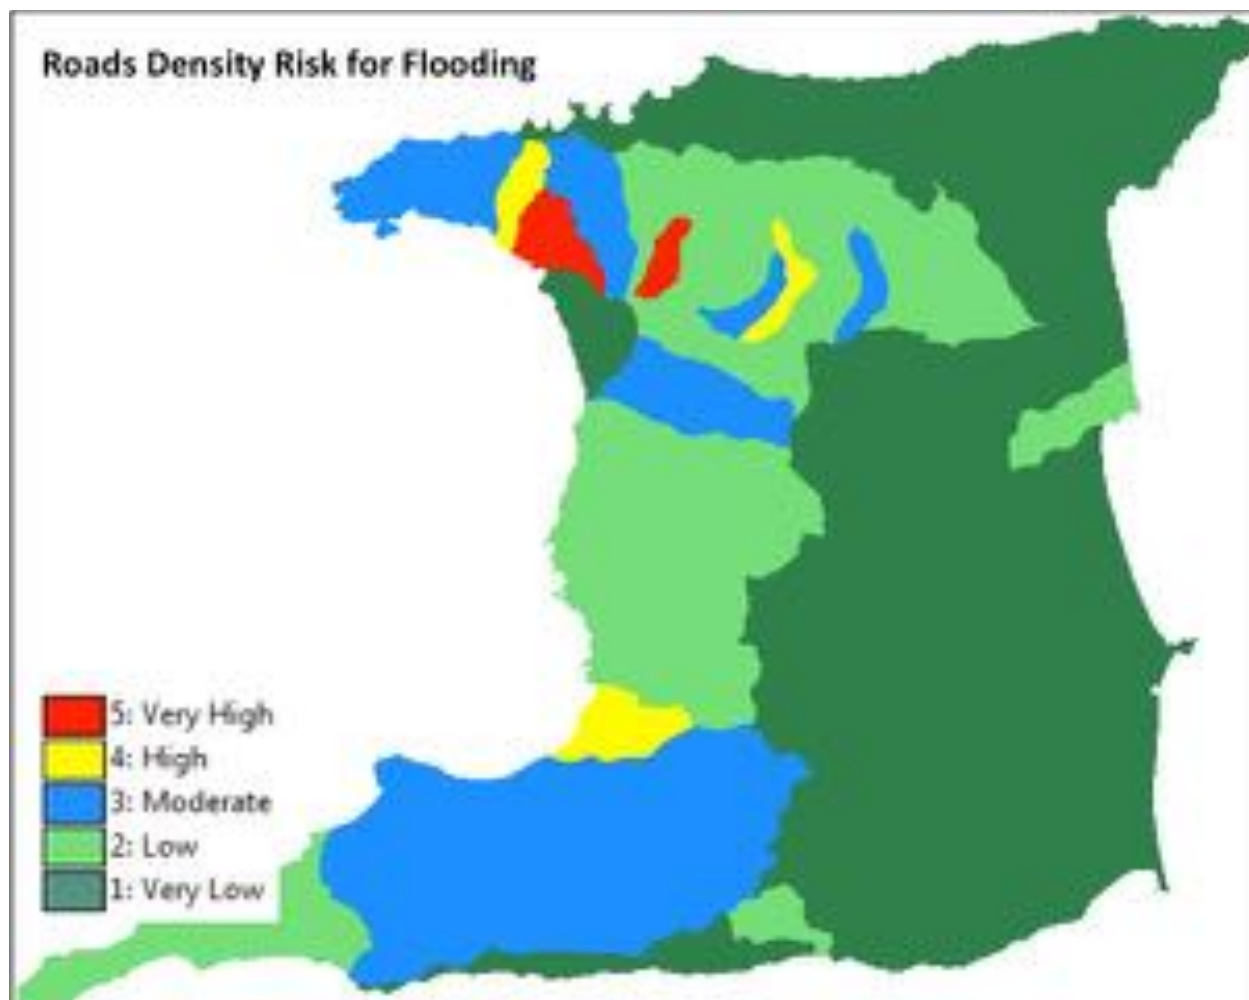 Roads Density Risk for Flooding
5: Very High
4: High
3: Moderate
2: Low
1: Very Low